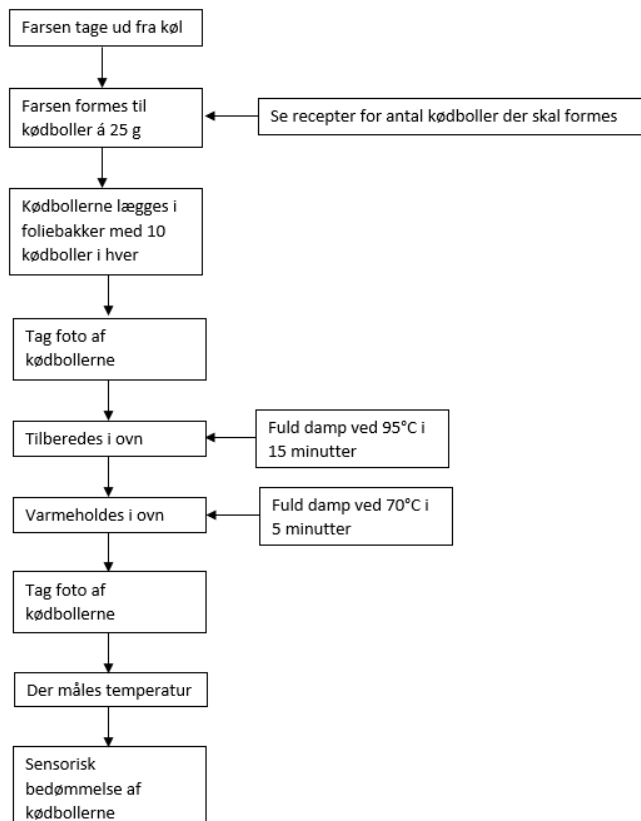 Farsen tage ud fra køl
Farsen formes til
kødboller á 25 g
Se recepter for antal kødboller der skal formes
Kødbollerne lægges i
foliebakker med 10
kødboller i hver
Tag foto af
kødbollerne
Tilberedes i ovn
Fuld damp ved 95°C i
15 minutter
Varmeholdes i ovn
Fuld damp ved 70°C i
5 minutter
Tag foto af
kødbollerne
Der måles temperatur
Sensorisk
bedømmelse af
kødbollerne